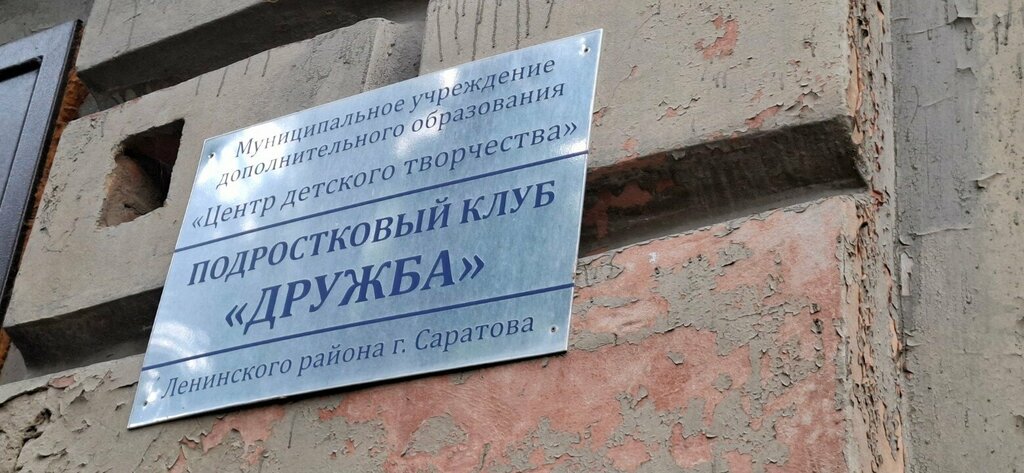 Муниципальное учреждение
дополнительного образования
«Центр детского творчества»
ПОДРОСТКОВЫЙ КЛУБ
«ДРУЖБА»
Ленинского района г. Саратова